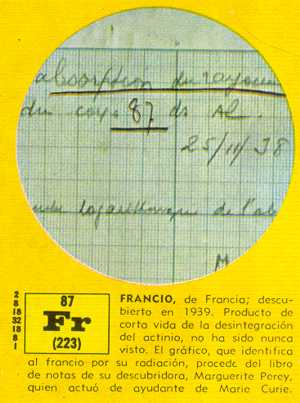 absorption du rayonn
du corps 87 ds Al.
25/11/38
logarithmique de l'ab
M
2
8
18
32
18
8
1
87
Fr
(223)
FRANCIO, de Francia; descu-
bierto en 1939. Producto de
corta vida de la desintegración
del actinio, no ha sido nunca
visto. El gráfico, que identifica
al francio por su radiación, procede del libro
de notas de su descubridora, Marguerite Perey,
quien actuó de ayudante de Marie Curie.